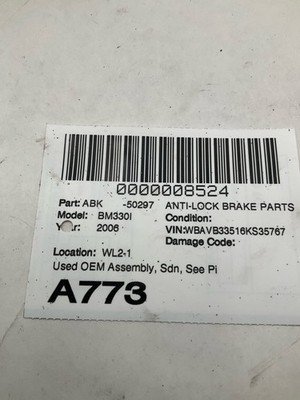 0000008524
Part: ABK -50297 ANTI-LOCK BRAKE PARTS
Model: BM330I Condition:
Year: 2006 VIN:WBAVB33516KS35767
Damage Code:
Location: WL2-1
Used OEM Assembly, Sdn, See Pi
A773